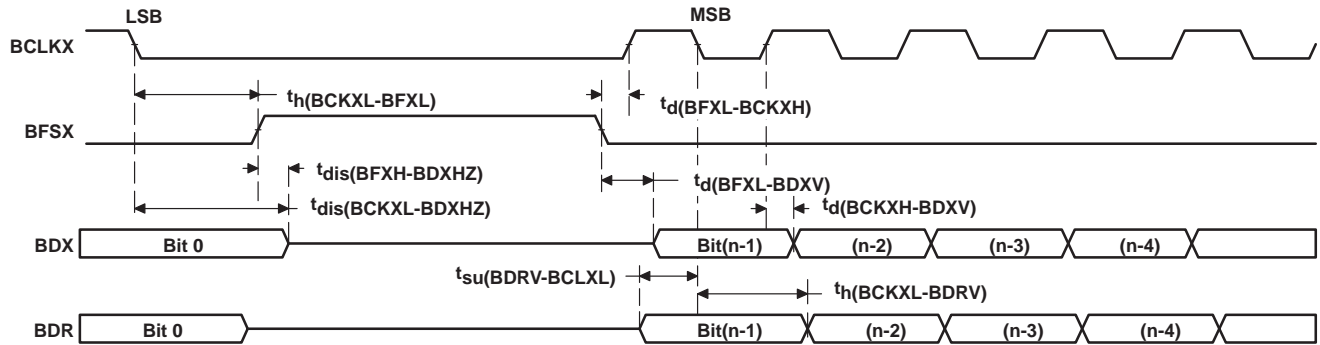 LSB MSB
BCLKX
th(BCKXL-BFXL)
td(BFXL-BCKXH)
BFSX
tdis(BFXH-BDXHZ)
td(BFXL-BDXV)
tdis(BCKXL-BDXHZ)
td(BCKXH-BDXV)
BDX Bit 0 Bit(n-1) (n-2) (n-3) (n-4)
tsu(BDRV-BCLXL)
th(BCKXL-BDRV)
BDR Bit 0 Bit(n-1) (n-2) (n-3) (n-4)